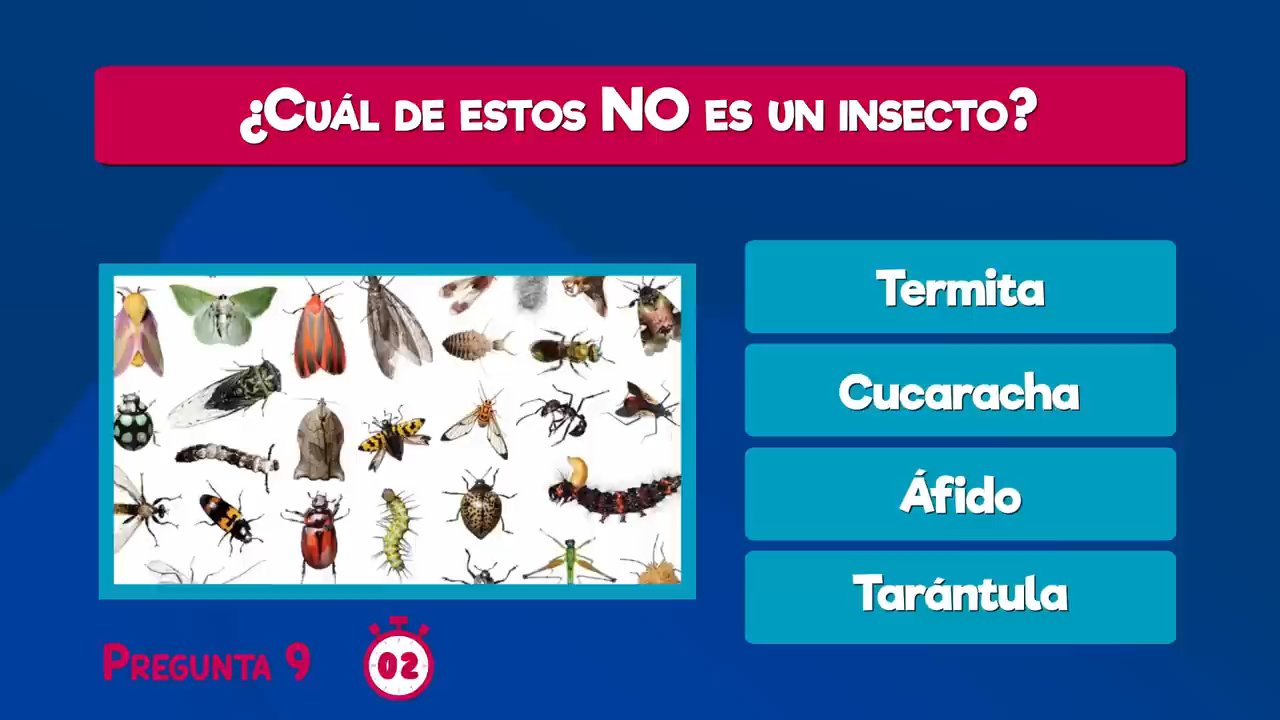 ¿Cuál de estos NO es un insecto?
Termita
Cucaracha
Áfido
Tarántula
Pregunta 9
02